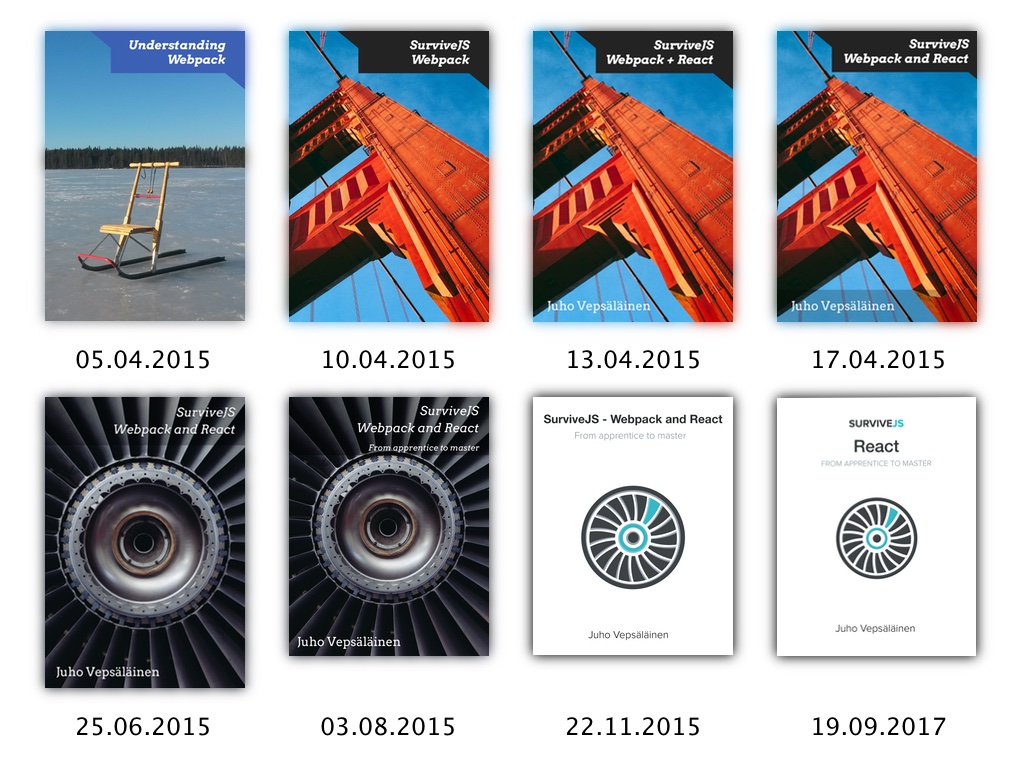 Understanding
Webpack
SurviveJS
Webpack
SurviveJS
Webpack + React
Juho Vepsäläinen
SurviveJS
Webpack and React
Juho Vepsäläinen
05.04.2015
10.04.2015
13.04.2015
17.04.2015
SurviveJS
Webpack and React
Juho Vepsäläinen
SurviveJS
Webpack and React
From apprentice to master
Juho Vepsäläinen
SurviveJS - Webpack and React
From apprentice to master
Juho Vepsäläinen
SURVIVEJS
React
FROM APPRENTICE TO MASTER
Juho Vepsäläinen
25.06.2015
03.08.2015
22.11.2015
19.09.2017